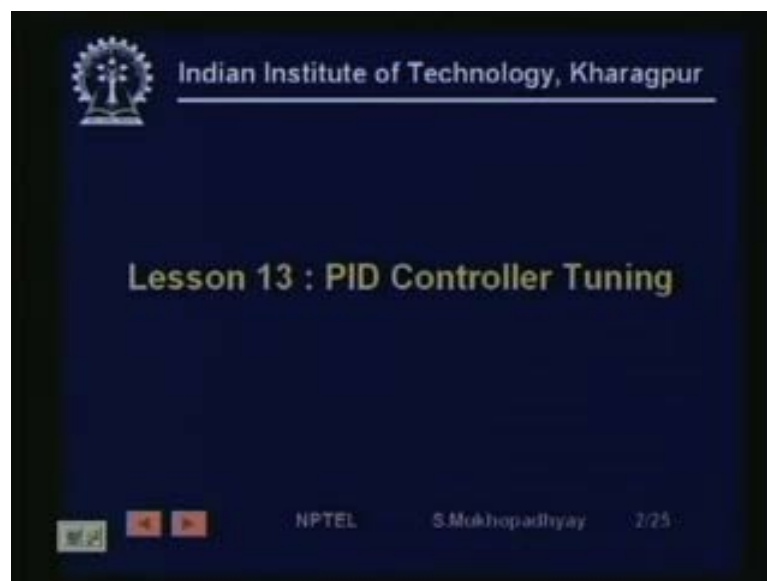 Indian Institute of Technology, Kharagpur
Lesson 13 : PID Controller Tuning
NPTEL S.Mukhopadhyay 2/25